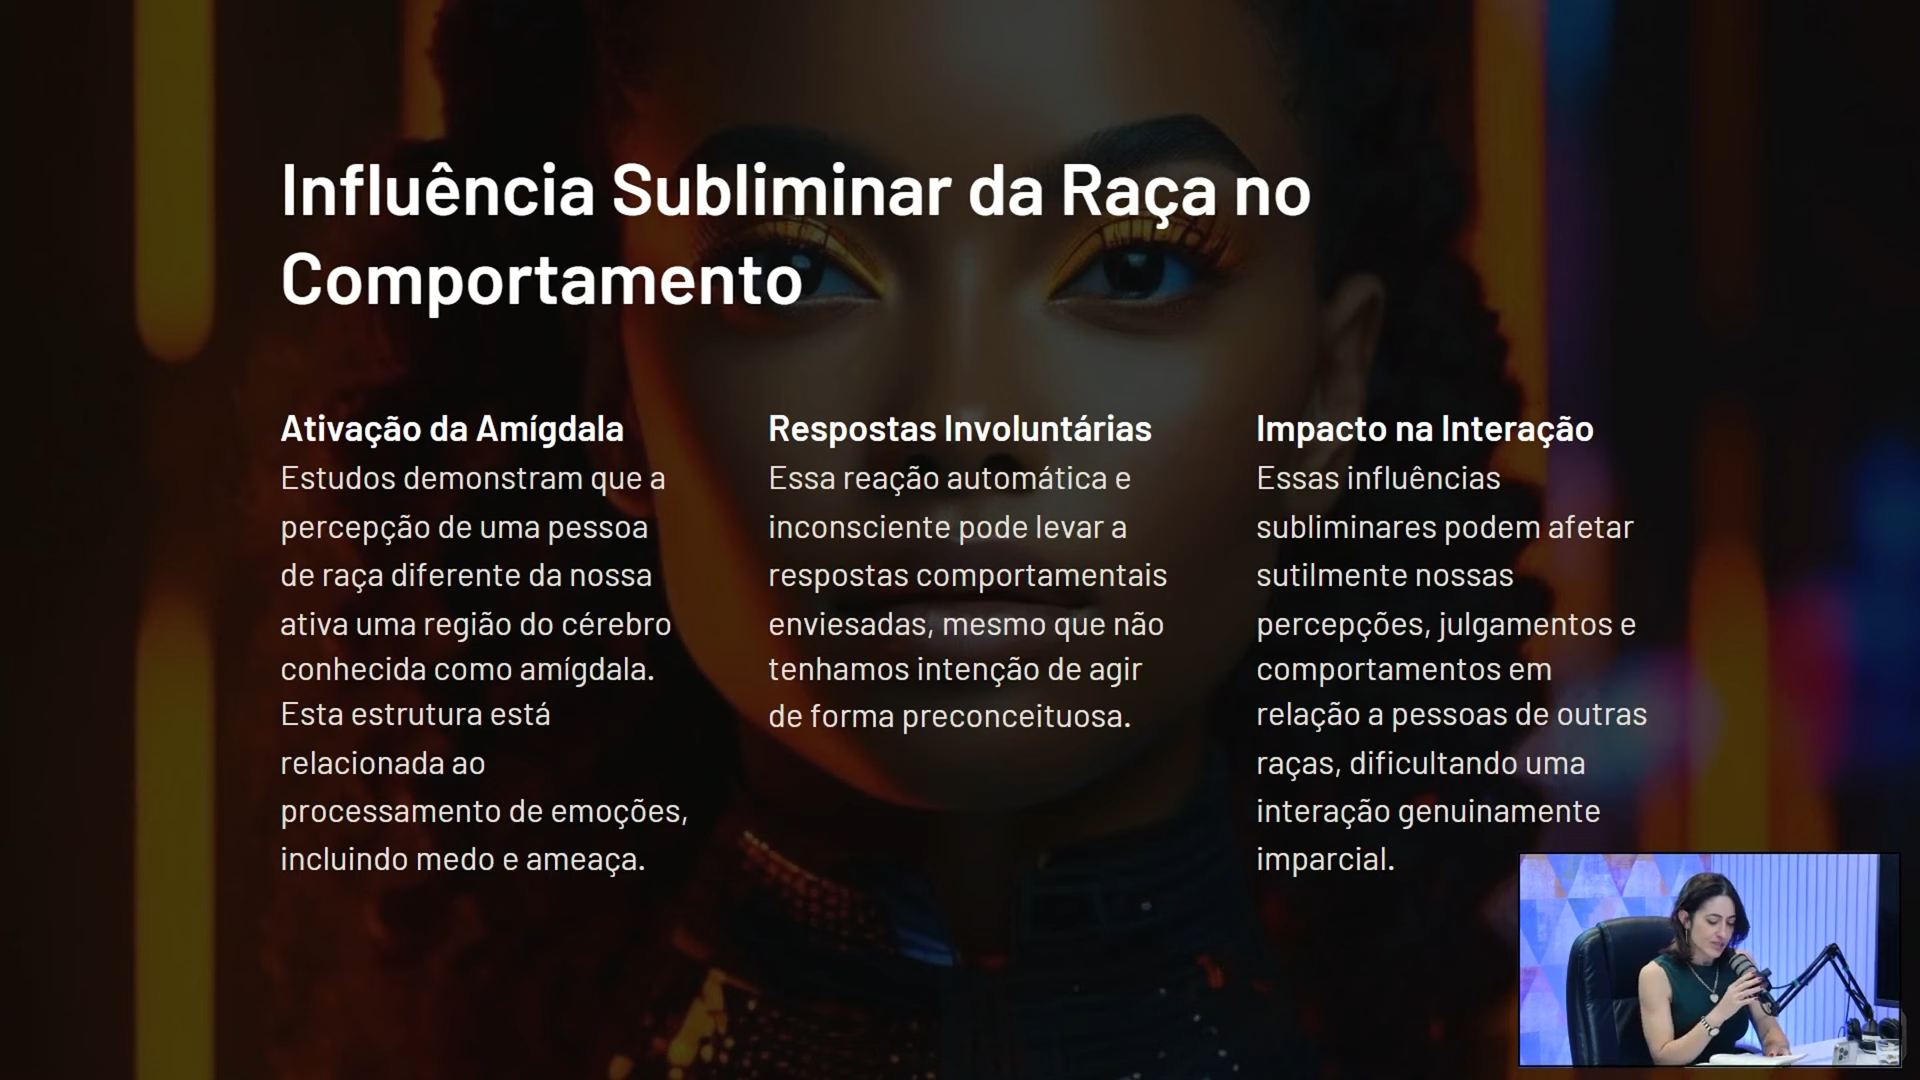 Influência Subliminar da Raça no
Comportamento
Ativação da Amígdala
Estudos demonstram que a
percepção de uma pessoa
de raça diferente da nossa
ativa uma região do cérebro
conhecida como amígdala.
Esta estrutura está
relacionada ao
processamento de emoções,
incluindo medo e ameaça.
Respostas Involuntárias
Essa reação automática e
inconsciente pode levar a
respostas comportamentais
enviesadas, mesmo que não
tenhamos intenção de agir
de forma preconceituosa.
Impacto na Interação
Essas influências
subliminares podem afetar
sutilmente nossas
percepções, julgamentos e
comportamentos em
relação a pessoas de outras
raças, dificultando uma
interação genuinamente
imparcial.